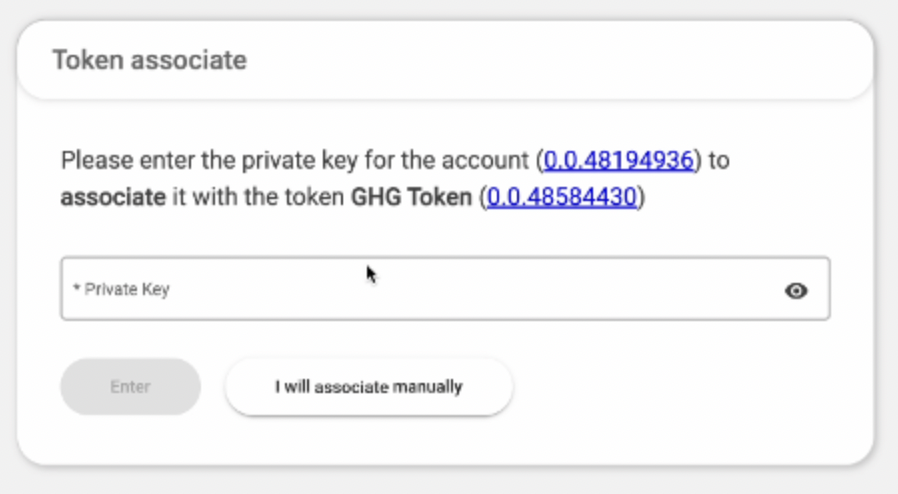 Token associate
Please enter the private key for the account (0.0.48194936) to
associate it with the token GHG Token (0.0.48584430)
* Private Key
Enter
I will associate manually